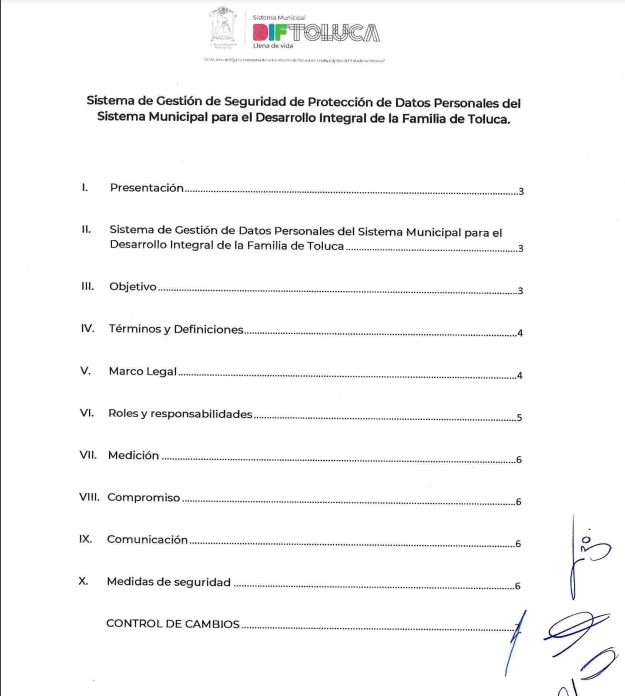 Sistema Municipal
DIF TOLUCA
Llena de vida
Sistema de Gestión de Seguridad de Protección de Datos Personales del
Sistema Municipal para el Desarrollo Integral de la Familia de Toluca.
I. Presentación 3
II. Sistema de Gestión de Datos Personales del Sistema Municipal para el
Desarrollo Integral de la Familia de Toluca 3
III. Objetivo 3
IV. Términos y Definiciones 4
V. Marco Legal 4
VI. Roles y responsabilidades 5
VII. Medición 6
VIII. Compromiso 6
IX. Comunicación 6
X. Medidas de seguridad 6
CONTROL DE CAMBIOS 7